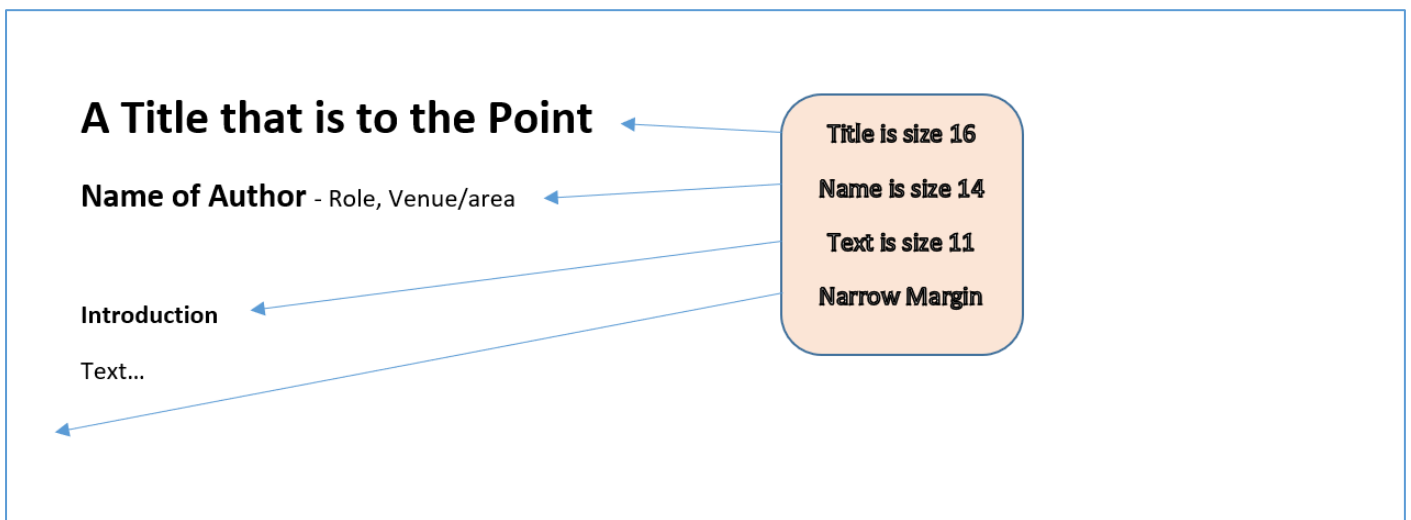 A Title that is to the Point
Name of Author - Role, Venue/area
Introduction
Text...
Title is size 16
Name is size 14
Text is size 11
Narrow Margin